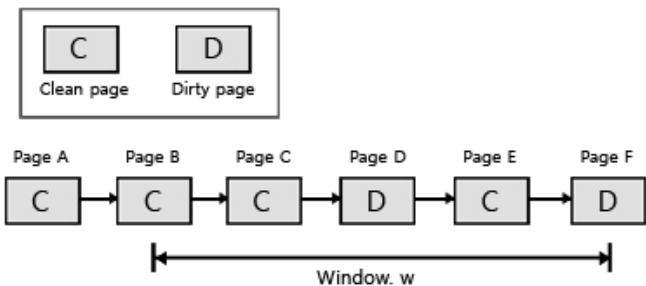 C D
Clean page Dirty page
Page A Page B Page C Page D Page E Page F
C C C D C D
Window. w